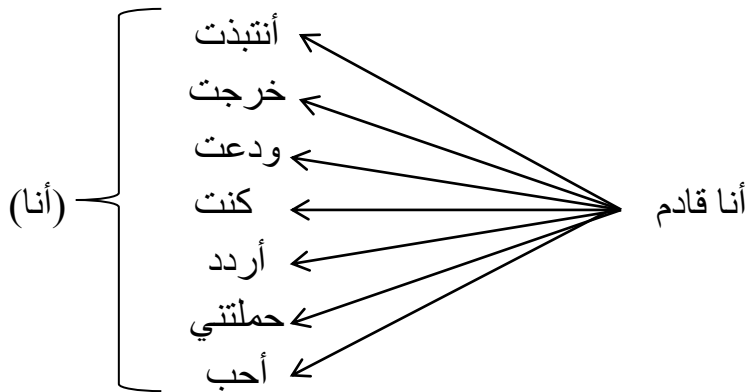 أنتبذت
خرجت
ودعت
أنا قادم
كنت
(أنا)
أردد
حملتني
أحب